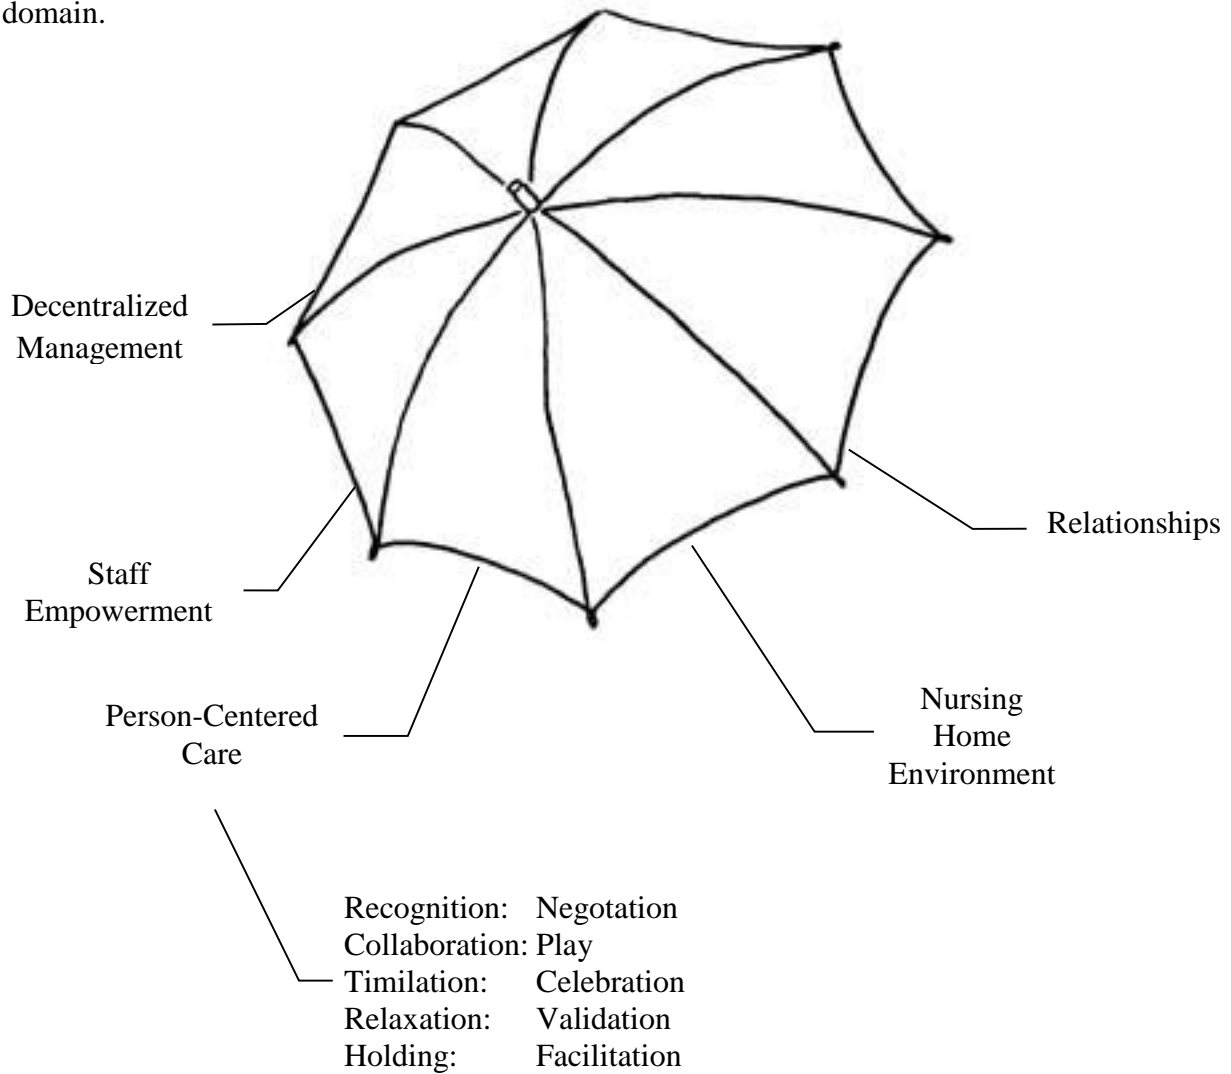 domain.
Decentralized
Management
Staff
Empowerment
Person-Centered
Care
Nursing
Home
Environment
Relationships
Recognition: Negotation
Collaboration: Play
Timilation: Celebration
Relaxation: Validation
Holding: Facilitation